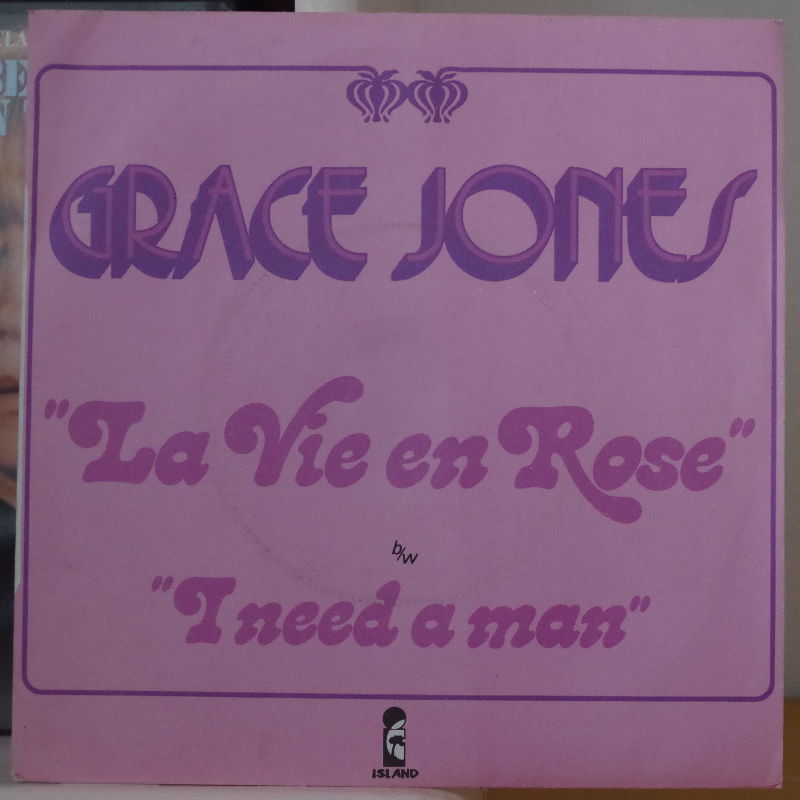 GRACE JONES
"La Vie en Rose"
b/w
"I need a man"
ISLAND